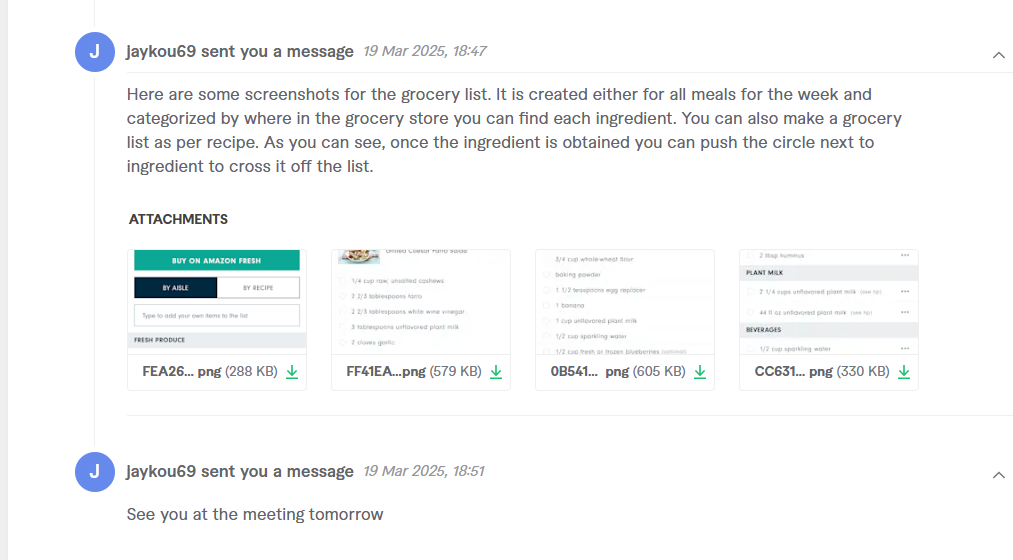 J
Jaykou69 sent you a message 19 Mar 2025, 18:47
Here are some screenshots for the grocery list. It is created either for all meals for the week and
categorized by where in the grocery store you can find each ingredient. You can also make a grocery
list as per recipe. As you can see, once the ingredient is obtained you can push the circle next to
ingredient to cross it off the list.
ATTACHMENTS
BUY ON AMAZON FRESH
BY AISLE BY RECIPE
Type to add your own items to the list
FRESH PRODUCE
FEA26... png (288 KB)
1/4 cup raw, unsalted cashews
2 2/3 tablespoons farro
2 2/3 tablespoons white wine vinegar
3 tablespoons unflavored plant milk
2 cloves garlic
FF41EA...png (579 KB)
3/4 cup whole-wheat flour
baking powder
1 1/2 teaspoons egg replacer
1 banana
1 cup unflavored plant milk
1/2 cup sparkling water
1/2 cup fresh or frozen blueberries (optional)
0B541... png (605 KB)
2 tbsp hummus
PLANT MILK
2 1/4 cups unflavored plant milk (see tip)
44 fl oz unflavored plant milk (see tip)
BEVERAGES
1/2 cup sparkling water
CC631... png (330 KB)
J
Jaykou69 sent you a message 19 Mar 2025, 18:51
See you at the meeting tomorrow